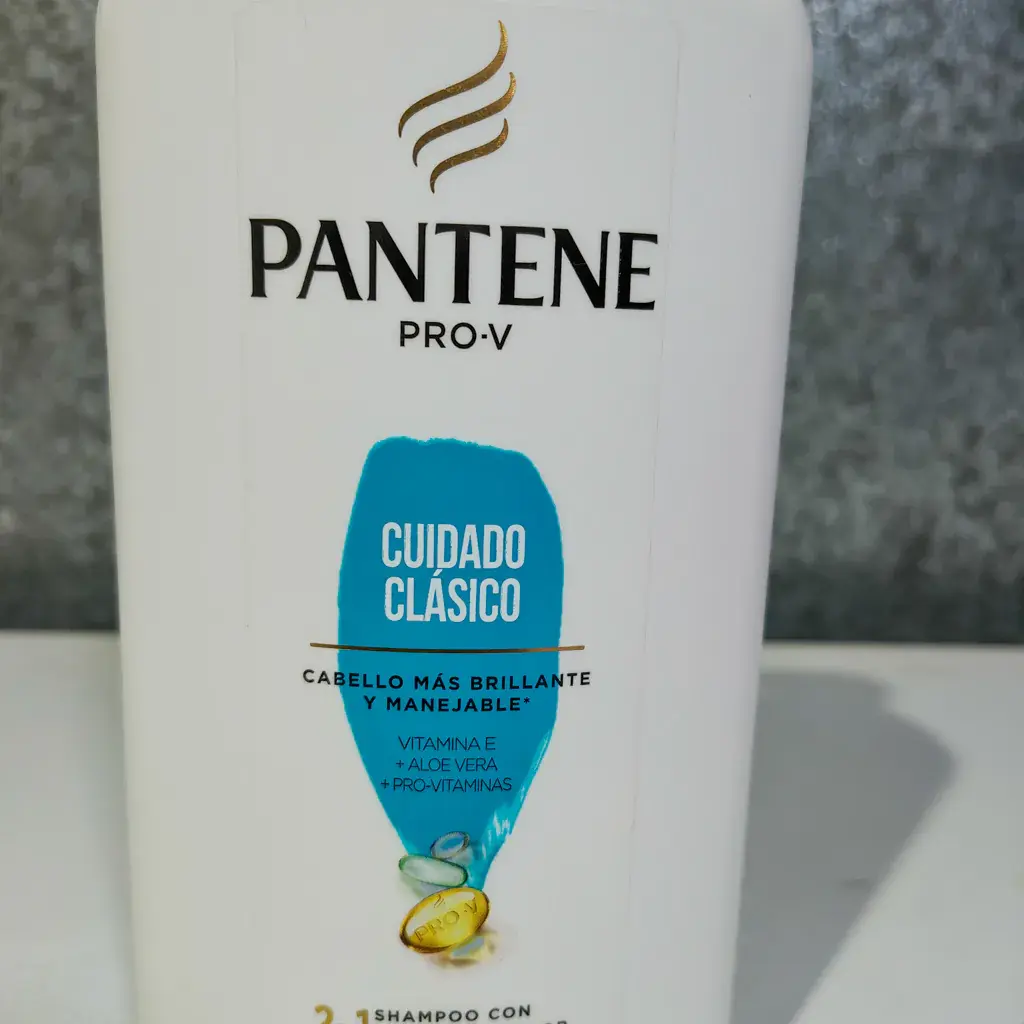 PANTENE
PRO-V
CUIDADO
CLÁSICO
CABELLO MÁS BRILLANTE
Y MANEJABLE*
VITAMINA E
+ ALOE VERA
+ PRO-VITAMINAS
PRO-V
SHAMPOO CON